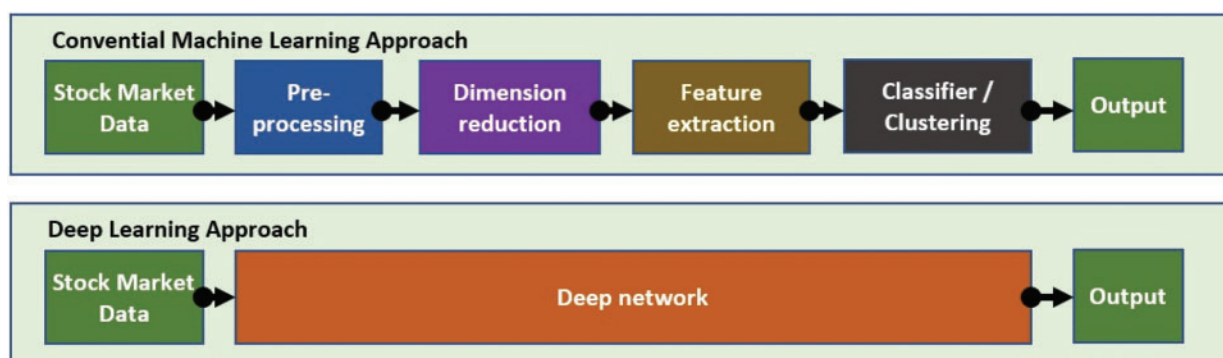 Convential Machine Learning Approach
Stock Market
Data
Pre-
processing
Dimension
reduction
Feature
extraction
Classifier /
Clustering
Output
Deep Learning Approach
Stock Market
Data
Deep network
Output